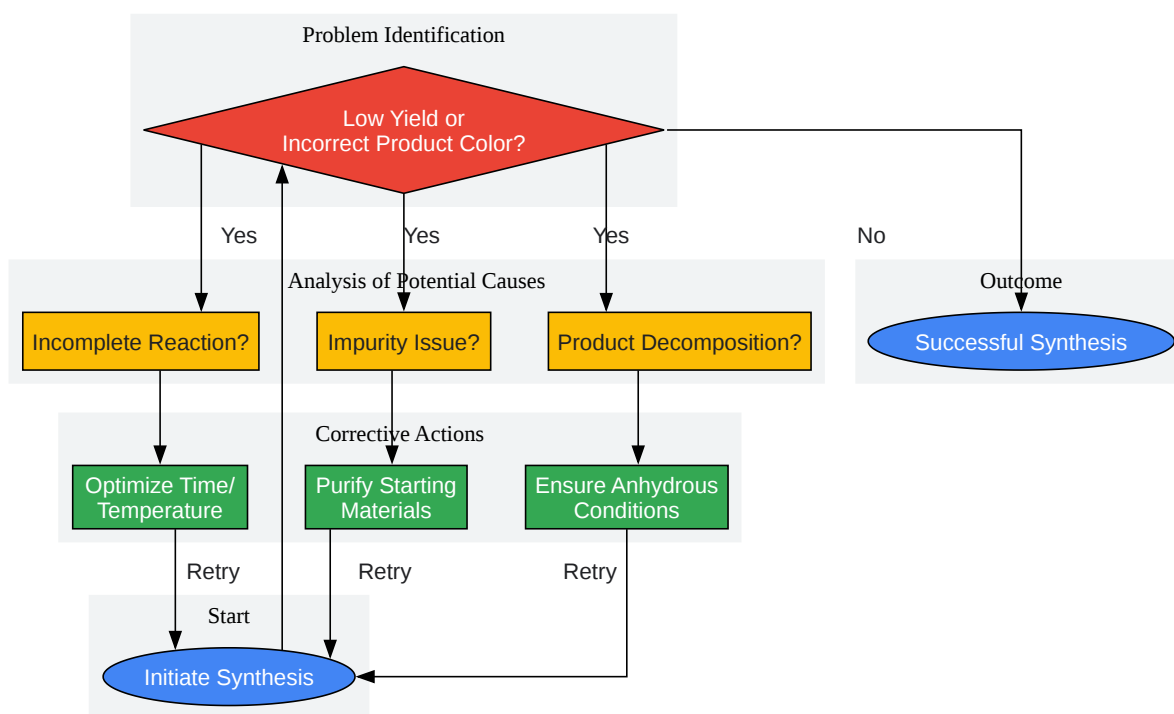 Problem Identification
Low Yield or
Incorrect Product Color?
Yes
Yes
Yes
No
Analysis of Potential Causes
Outcome
Incomplete Reaction?
Impurity Issue?
Product Decomposition?
Successful Synthesis
Corrective Actions
Optimize Time/
Temperature
Purify Starting
Materials
Ensure Anhydrous
Conditions
Retry
Retry
Retry
Start
Initiate Synthesis